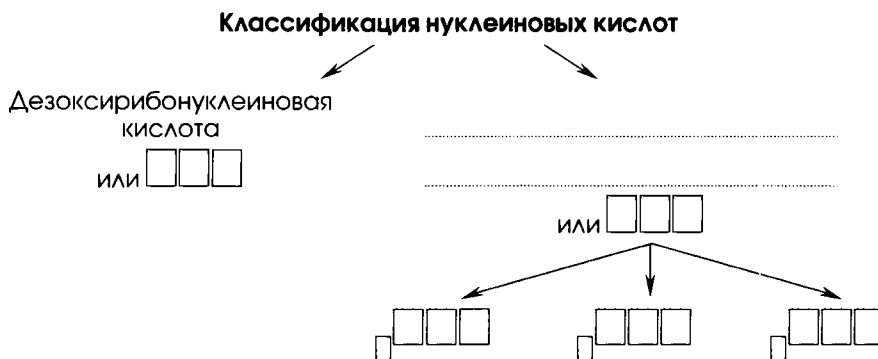 Классификация нуклеиновых кислот
Дезоксирибонуклеиновая
кислота
или
или